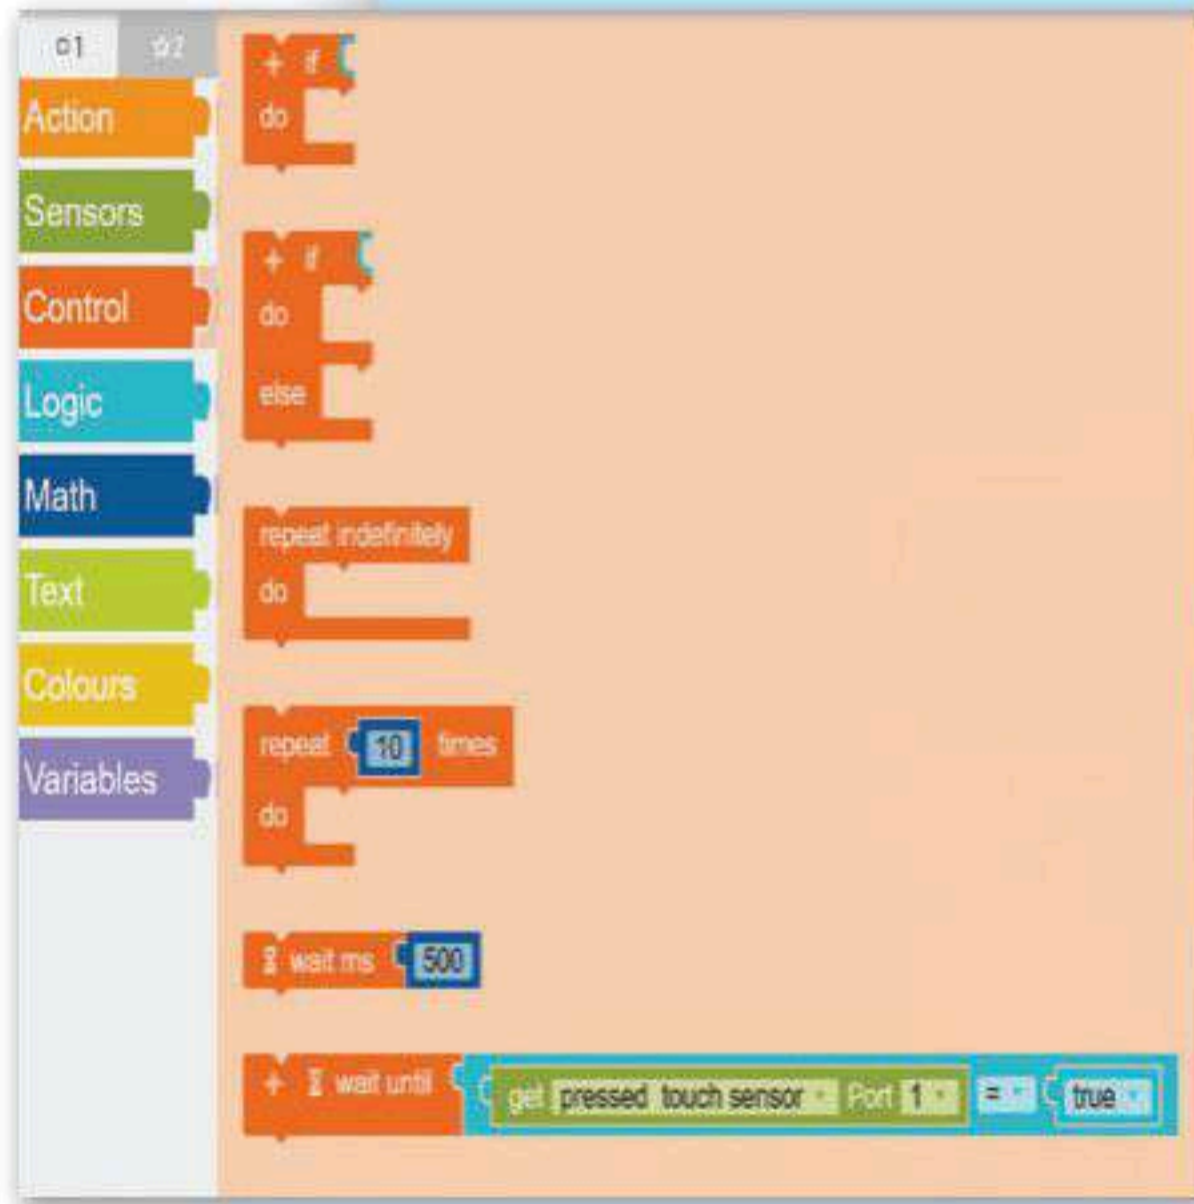 1
2
Action
Sensors
Control
Logic
Math
Text
Colours
Variables
+ if
do
+ if
do
else
repeat indefinitely
do
repeat 10 times
do
wait ms 500
+ wait until get pressed touch sensor Port 1 = true